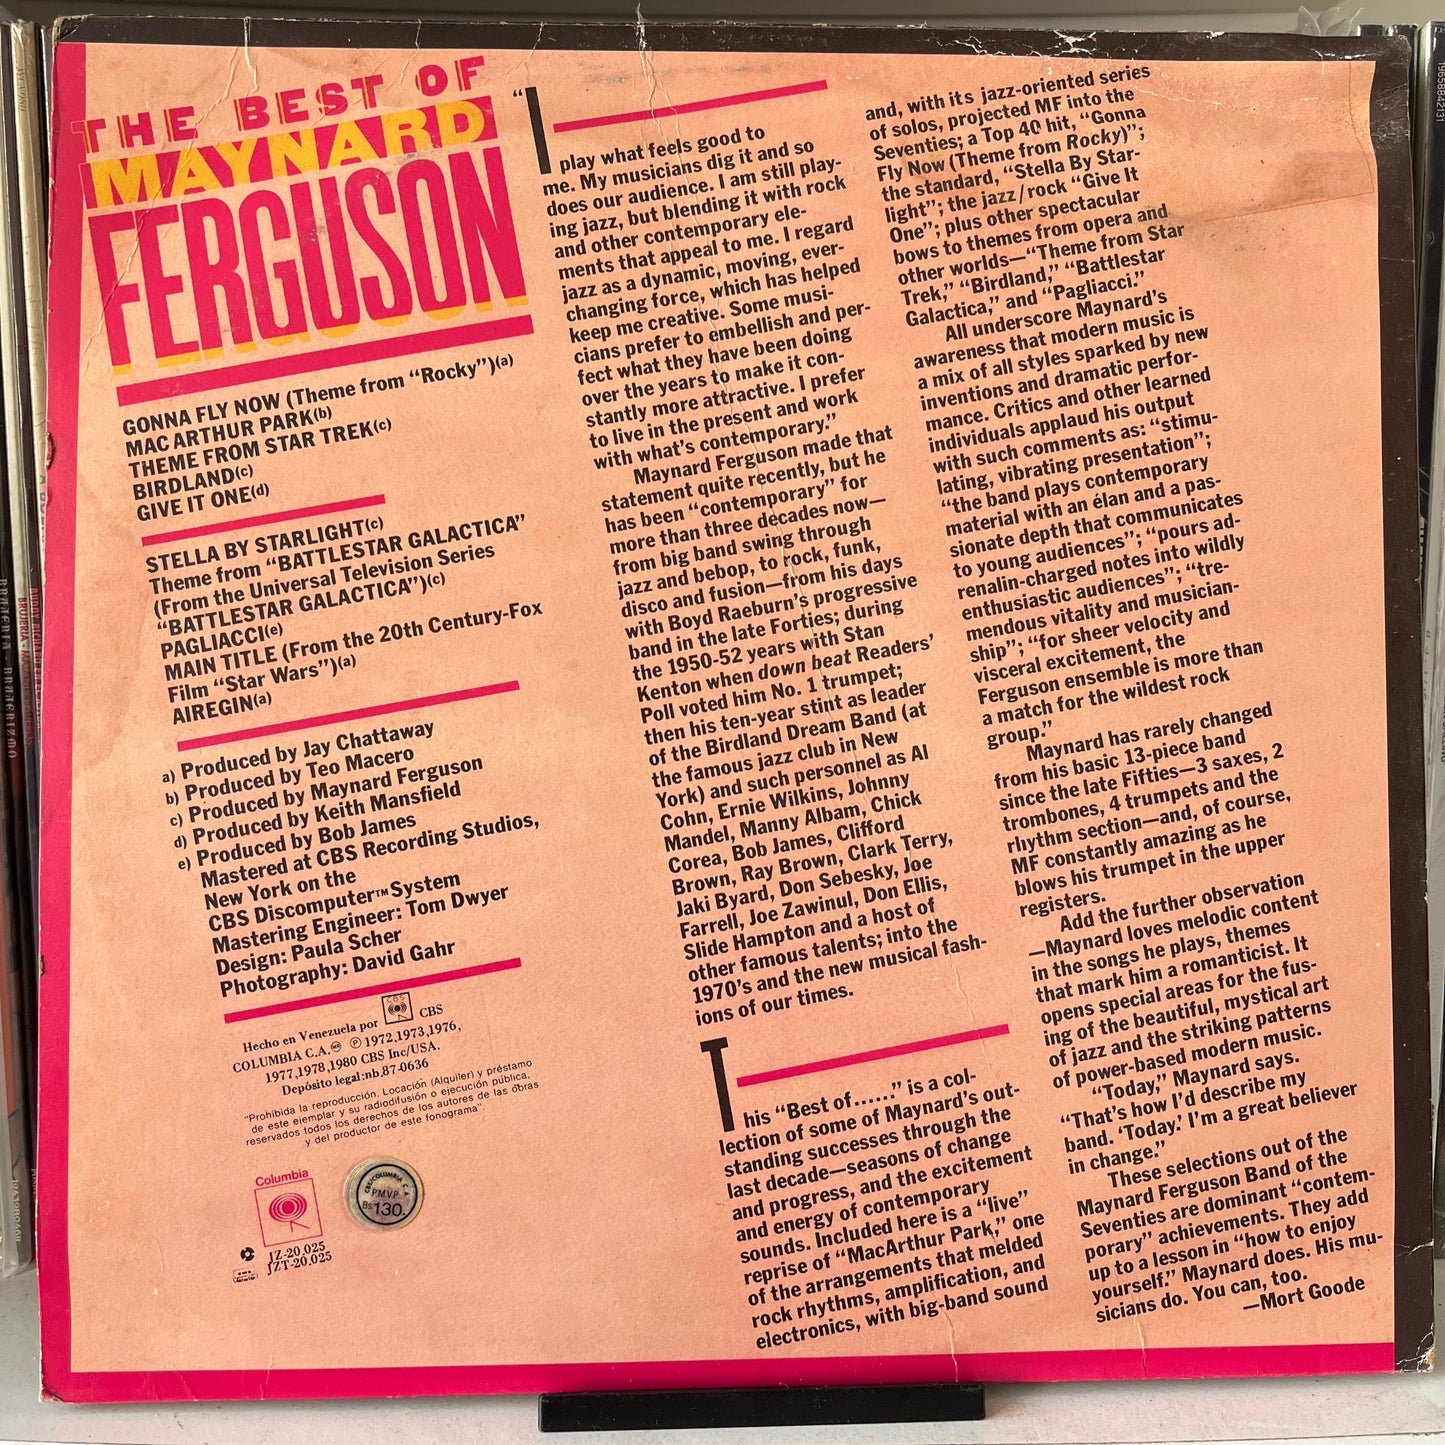 THE BEST OF
MAYNARD
FERGUSON
GONNA FLY NOW (Theme from “Rocky”)(a)
MAC ARTHUR PARK(b)
THEME FROM STAR TREK(c)
BIRDLAND(c)
GIVE IT ONE(d)
STELLA BY STARLIGHT(c)
Theme from “BATTLESTAR GALACTICA”
(From the Universal Television Series
“BATTLESTAR GALACTICA”)(c)
PAGLIACCI(e)
MAIN TITLE (From the 20th Century-Fox
Film “Star Wars”)(a)
AIREGIN(a)
a) Produced by Jay Chattaway
b) Produced by Teo Macero
c) Produced by Maynard Ferguson
d) Produced by Keith Mansfield
e) Produced by Bob James
Mastered at CBS Recording Studios,
New York on the
CBS Discomputer™ System
Mastering Engineer: Tom Dwyer
Design: Paula Scher
Photography: David Gahr
Hecho en Venezuela por CBS CBS
COLUMBIA C.A. MR ℗ 1972,1973,1976,
1977,1978,1980 CBS Inc/USA.
Depósito legal:nb.87-0636
“Prohibida la reproducción, Locación (Alquiler) y préstamo
de este ejemplar y su radiodifusión o ejecución pública,
reservados todos los derechos de los autores de las obras
y del productor de este fonograma”.
Columbia
JZ-20.025
JZT-20.025
CBS/COLUMBIA C.A.
P.M.V.P.
Bs 130.
“I play what feels good to
me. My musicians dig it and so
does our audience. I am still play-
ing jazz, but blending it with rock
and other contemporary ele-
ments that appeal to me. I regard
jazz as a dynamic, moving, ever-
changing force, which has helped
keep me creative. Some musi-
cians prefer to embellish and per-
fect what they have been doing
over the years to make it con-
stantly more attractive. I prefer
to live in the present and work
with what’s contemporary.”
Maynard Ferguson made that
statement quite recently, but he
has been “contemporary” for
more than three decades now—
from big band swing through
jazz and bebop, to rock, funk,
disco and fusion—from his days
with Boyd Raeburn’s progressive
band in the late Forties; during
the 1950-52 years with Stan
Kenton when down beat Readers’
Poll voted him No. 1 trumpet;
then his ten-year stint as leader
of the Birdland Dream Band (at
the famous jazz club in New
York) and such personnel as Al
Cohn, Ernie Wilkins, Johnny
Mandel, Manny Albam, Chick
Corea, Bob James, Clifford
Brown, Ray Brown, Clark Terry,
Jaki Byard, Don Sebesky, Joe
Farrell, Joe Zawinul, Don Ellis,
Slide Hampton and a host of
other famous talents; into the
1970’s and the new musical fash-
ions of our times.
This “Best of......” is a col-
lection of some of Maynard’s out-
standing successes through the
last decade—seasons of change
and progress, and the excitement
and energy of contemporary
sounds. Included here is a “live”
reprise of “MacArthur Park,” one
of the arrangements that melded
rock rhythms, amplification, and
electronics, with big-band sound
and, with its jazz-oriented series
of solos, projected MF into the
Seventies; a Top 40 hit, “Gonna
Fly Now (Theme from Rocky)”;
the standard, “Stella By Star-
light”; the jazz/rock “Give It
One”; plus other spectacular
bows to themes from opera and
other worlds—“Theme from Star
Trek,” “Birdland,” “Battlestar
Galactica,” and “Pagliacci.”
All underscore Maynard’s
awareness that modern music is
a mix of all styles sparked by new
inventions and dramatic perfor-
mance. Critics and other learned
individuals applaud his output
with such comments as: “stimu-
lating, vibrating presentation”;
“the band plays contemporary
material with an élan and a pas-
sionate depth that communicates
to young audiences”; “pours ad-
renalin-charged notes into wildly
enthusiastic audiences”; “tre-
mendous vitality and musician-
ship”; “for sheer velocity and
visceral excitement, the
Ferguson ensemble is more than
a match for the wildest rock
group.”
Maynard has rarely changed
from his basic 13-piece band
since the late Fifties—3 saxes, 2
trombones, 4 trumpets and the
rhythm section—and, of course,
MF constantly amazing as he
blows his trumpet in the upper
registers.
Add the further observation
—Maynard loves melodic content
in the songs he plays, themes
that mark him a romanticist. It
opens special areas for the fus-
ing of the beautiful, mystical art
of jazz and the striking patterns
of power-based modern music.
“Today,” Maynard says.
“That’s how I’d describe my
band. ‘Today.’ I’m a great believer
in change.”
These selections out of the
Maynard Ferguson Band of the
Seventies are dominant “contem-
porary” achievements. They add
up to a lesson in “how to enjoy
yourself.” Maynard does. His mu-
sicians do. You can, too.
—Mort Goode